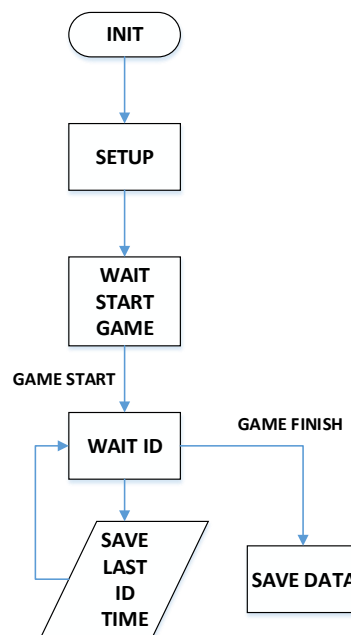 INIT
SETUP
WAIT
START
GAME
GAME START
WAIT ID
GAME FINISH
SAVE
LAST
ID
TIME
SAVE DATA